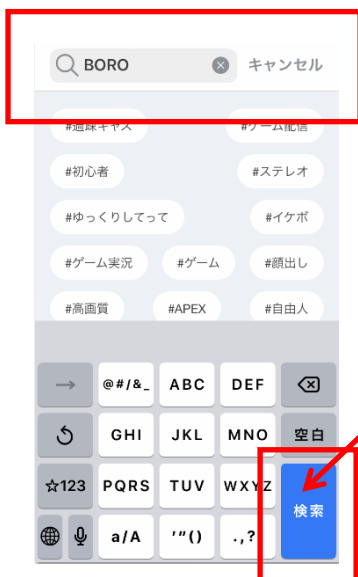 BORO キャンセル
#ゲーム配信
#初心者 #ステレオ
#ゆっくりしてって #イケボ
#ゲーム実況 #ゲーム #顔出し
#高画質 #APEX #自由人
→ @#/&_ ABC DEF
GHI JKL MNO 空白
☆123 PQRS TUV WXYZ
検索
a/A '"() .,?